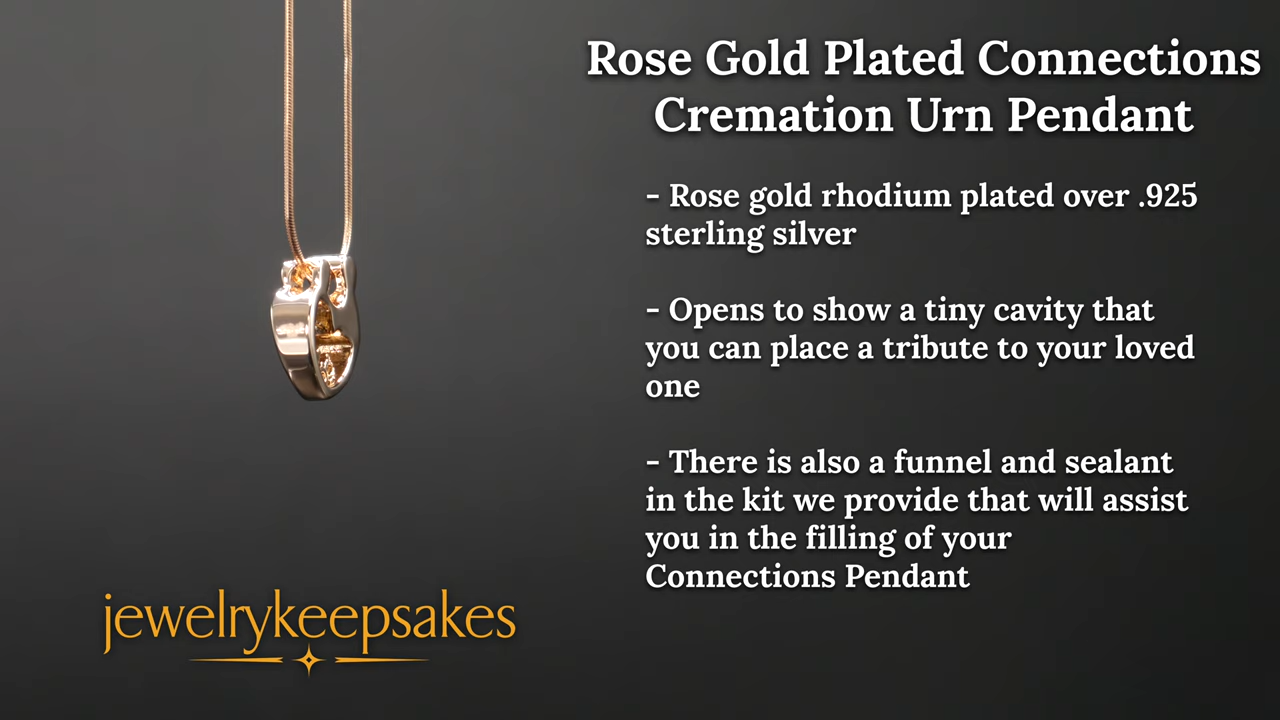 Rose Gold Plated Connections
Cremation Urn Pendant
- Rose gold rhodium plated over .925
sterling silver
- Opens to show a tiny cavity that
you can place a tribute to your loved
one
- There is also a funnel and sealant
in the kit we provide that will assist
you in the filling of your
Connections Pendant
jewelrykeepsakes